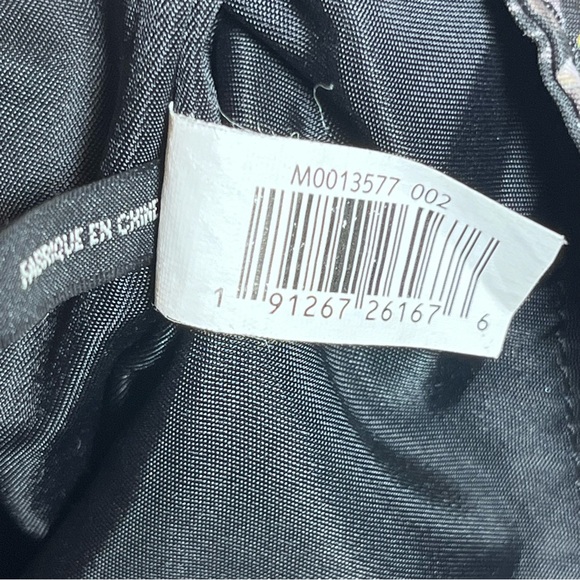 M0013577 002
1 91267 26167 6
FABRIQUE EN CHINE